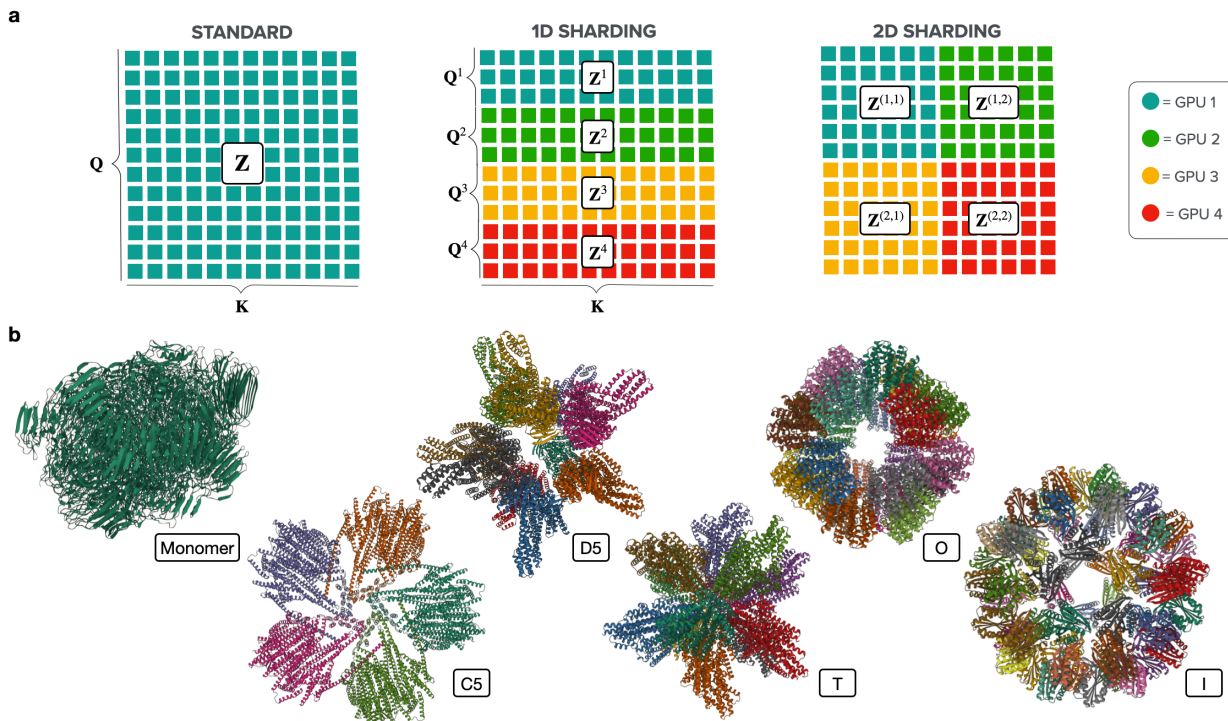 a
STANDARD
1D SHARDING
2D SHARDING
Q
Z
K
Q¹
Q²
Q³
Q⁴
Z¹
Z²
Z³
Z⁴
K
Z⁽¹,¹⁾
Z⁽¹,²⁾
Z⁽²,¹⁾
Z⁽²,²⁾
= GPU 1
= GPU 2
= GPU 3
= GPU 4
b
Monomer
C5
D5
T
O
I